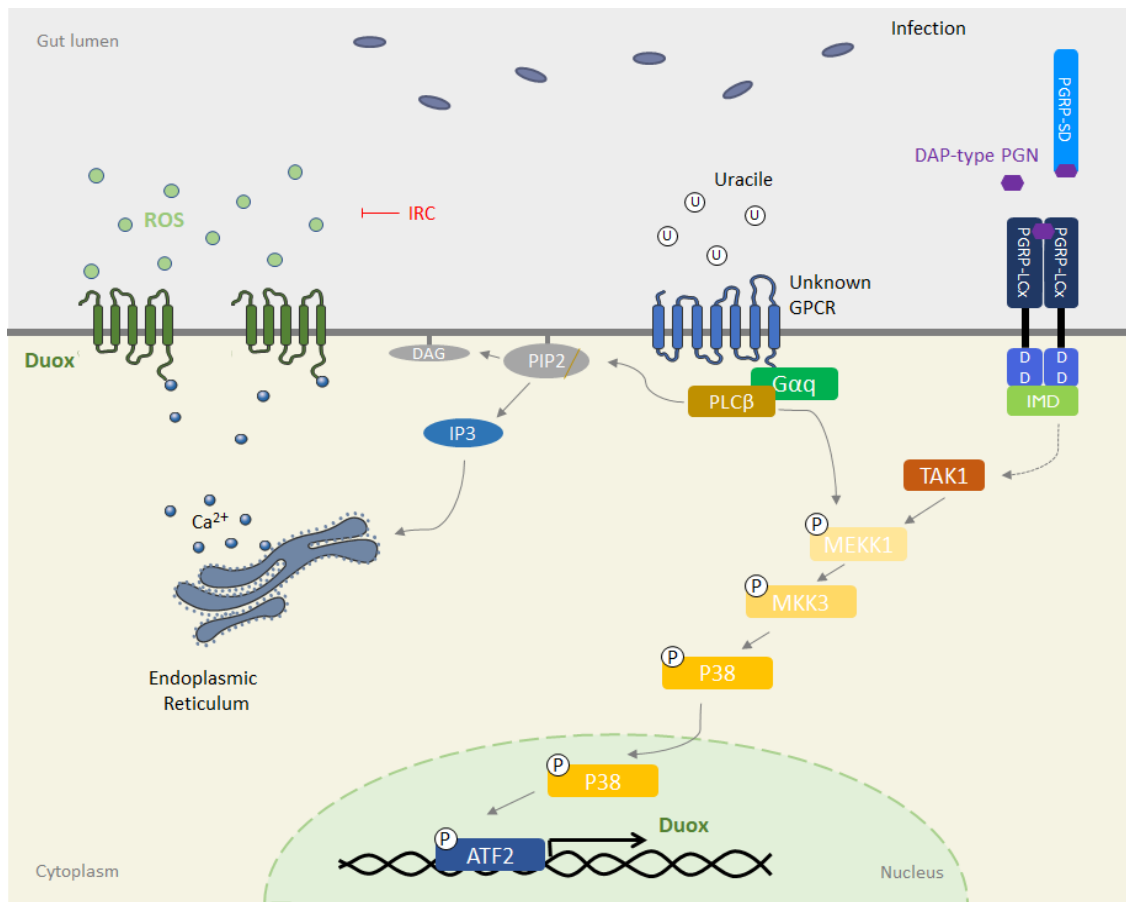 Gut lumen
Infection
PGRP-SD
DAP-type PGN
Uracile
U
U
U
U
ROS
IRC
PGRP-LCx
PGRP-LCx
Unknown
GPCR
Duox
DAG
PIP2
Gαq
PLCβ
D
D
D
D
IMD
IP3
TAK1
Ca2+
P
MEKK1
P
MKK3
P
P38
Endoplasmic
Reticulum
P
P38
Duox
P
ATF2
Cytoplasm
Nucleus